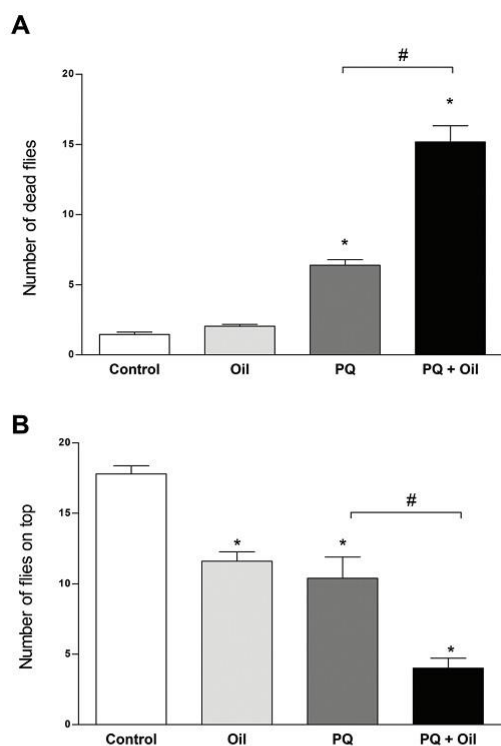 A
Number of dead flies
20
15
10
5
0
#
*
*
Control Oil PQ PQ + Oil
B
Number of flies on top
20
15
10
5
0
#
*
*
*
Control Oil PQ PQ + Oil